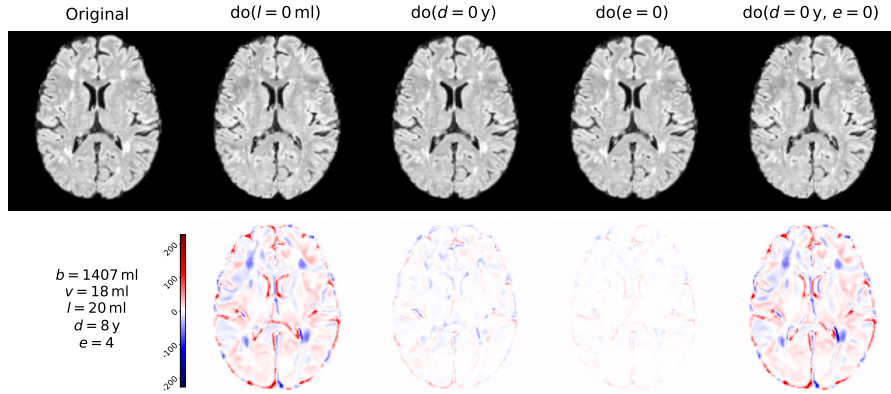 Original
do(l = 0 ml)
do(d = 0 y)
do(e = 0)
do(d = 0 y, e = 0)
b = 1407 ml
v = 18 ml
l = 20 ml
d = 8 y
e = 4
200
100
0
-100
-200